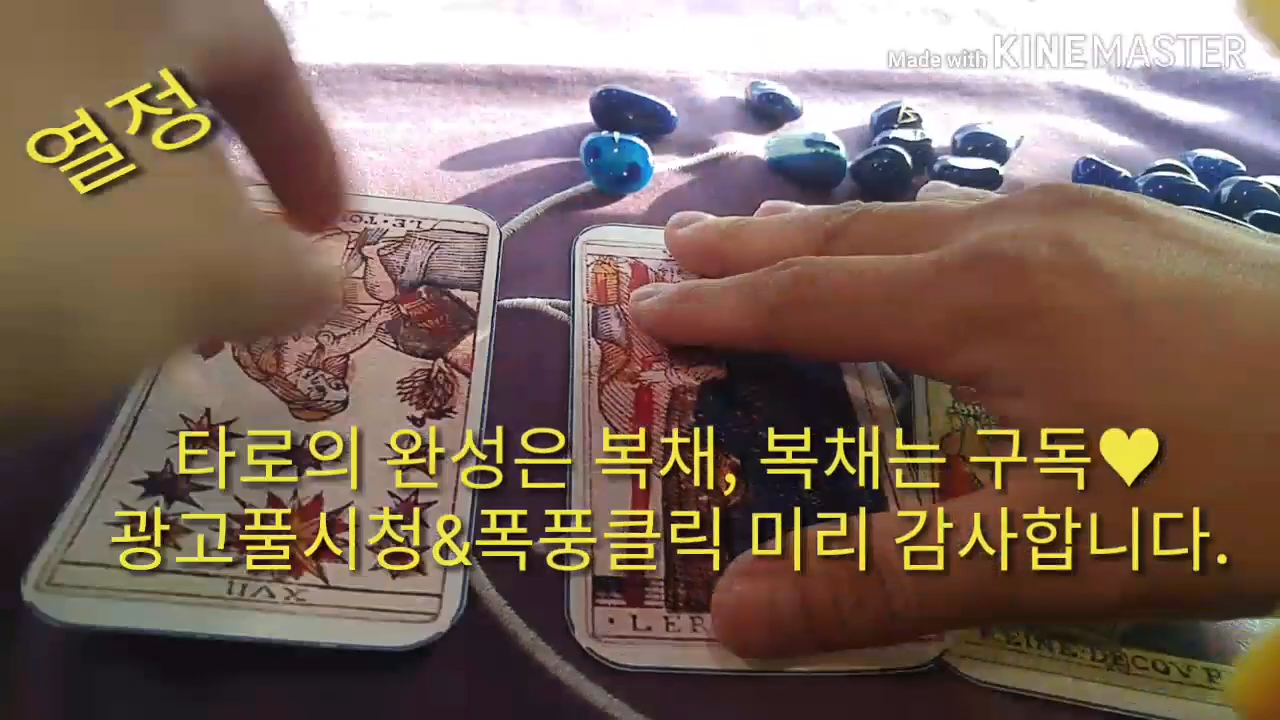 Made with KINEMASTER
열정
타로의 완성은 복채, 복채는 구독♥
광고풀시청&폭풍클릭 미리 감사합니다.
XVII